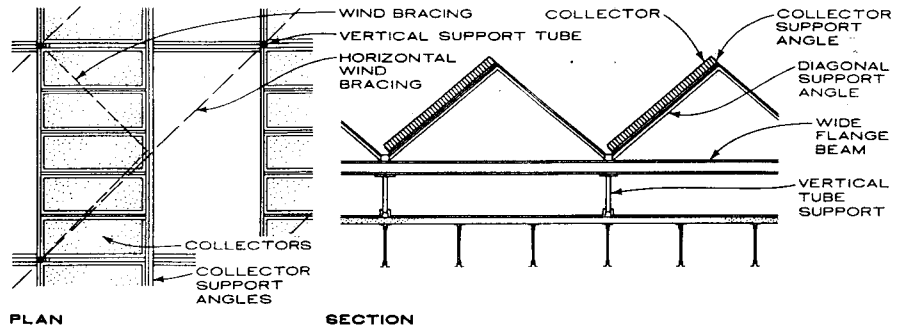 WIND BRACING
VERTICAL SUPPORT TUBE
HORIZONTAL
WIND
BRACING
COLLECTORS
COLLECTOR
SUPPORT
ANGLES
PLAN
COLLECTOR
COLLECTOR
SUPPORT
ANGLE
DIAGONAL
SUPPORT
ANGLE
WIDE
FLANGE
BEAM
VERTICAL
TUBE
SUPPORT
SECTION